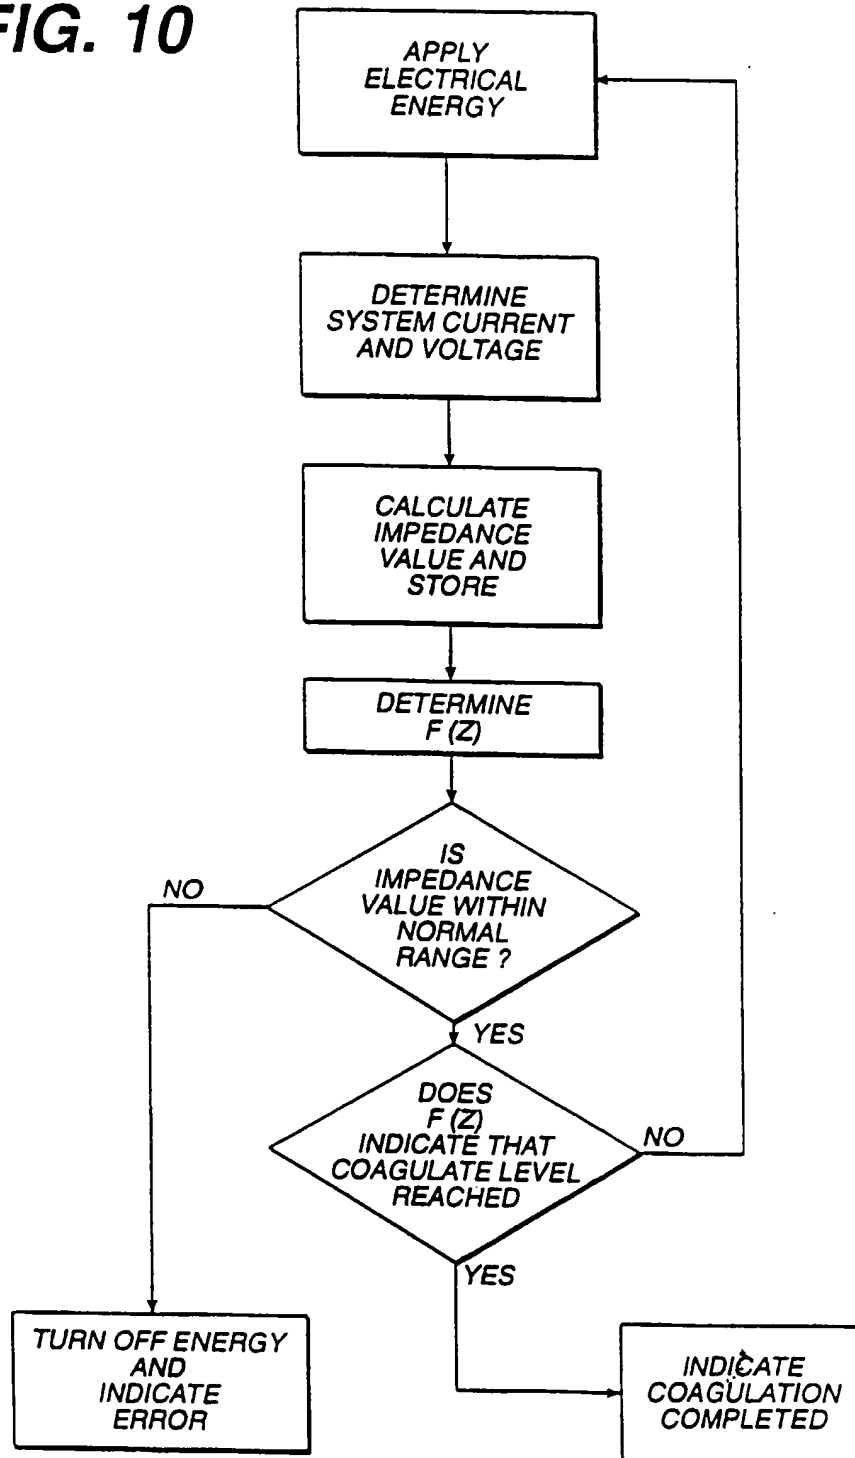 FIG. 10
APPLY
ELECTRICAL
ENERGY
DETERMINE
SYSTEM CURRENT
AND VOLTAGE
CALCULATE
IMPEDANCE
VALUE AND
STORE
DETERMINE
F (Z)
IS
IMPEDANCE
VALUE WITHIN
NORMAL
RANGE ?
NO
YES
DOES
F (Z)
INDICATE THAT
COAGULATE LEVEL
REACHED
NO
YES
TURN OFF ENERGY
AND
INDICATE
ERROR
INDICATE
COAGULATION
COMPLETED